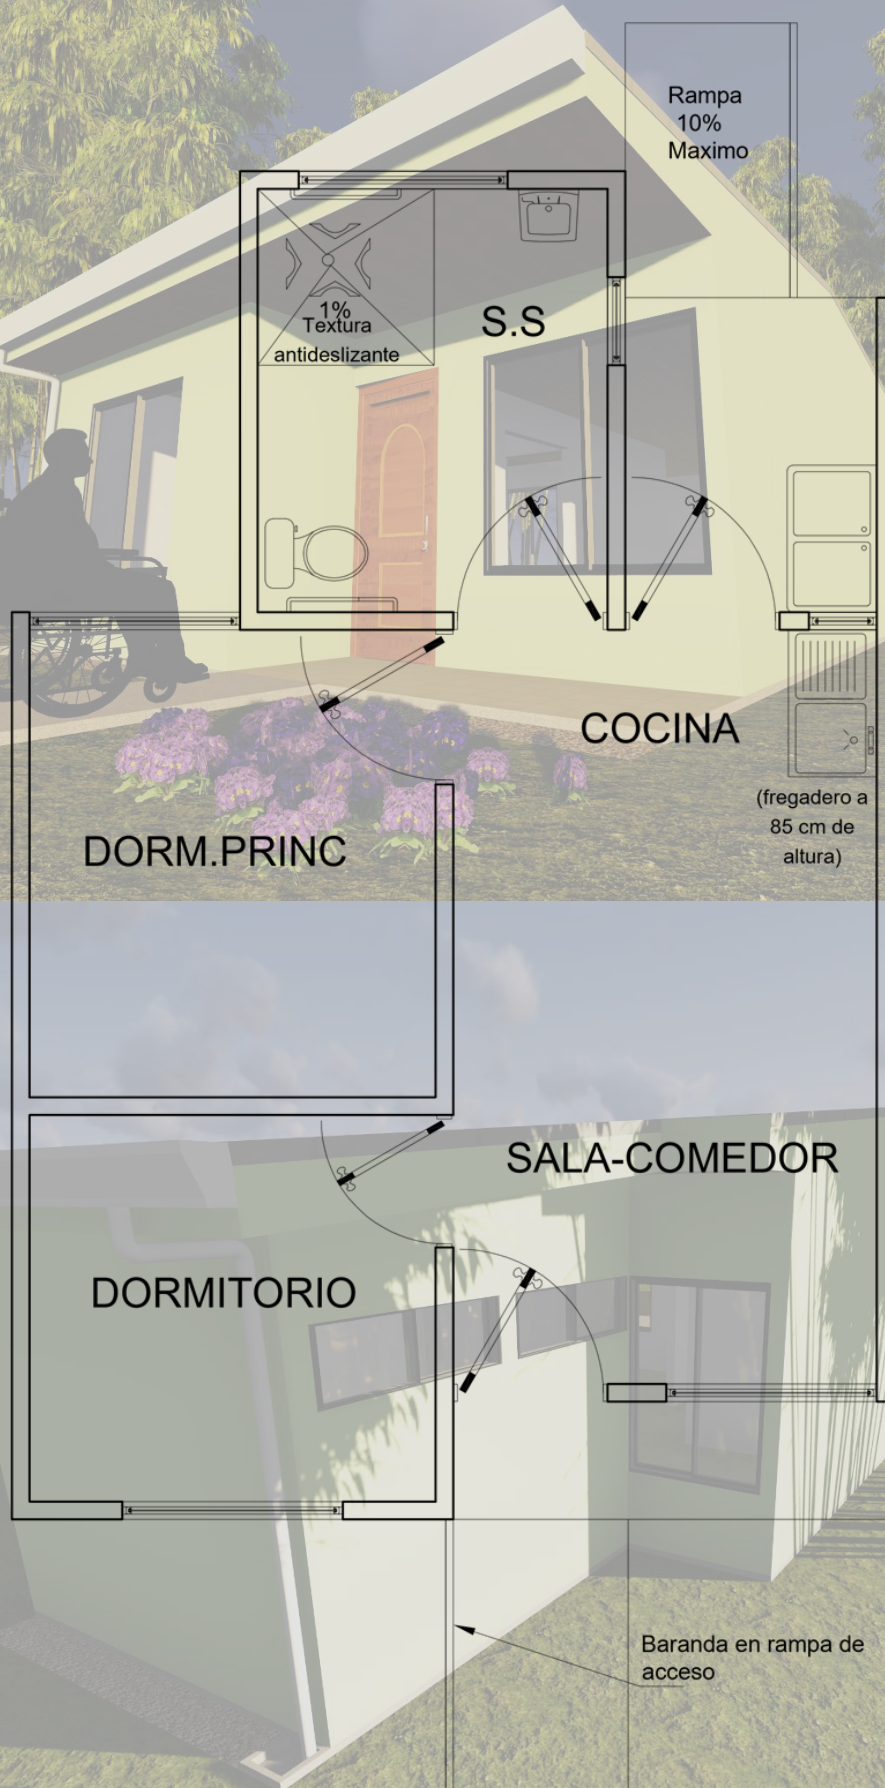 Rampa
10%
Maximo
1%
Textura
antideslizante
S.S
COCINA
(fregadero a
85 cm de
altura)
DORM.PRINC
SALA-COMEDOR
DORMITORIO
Baranda en rampa de
acceso